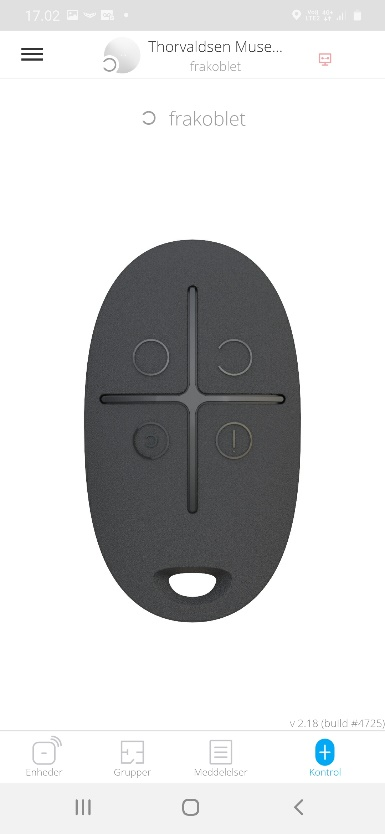 17.02
Thorvaldsen Muse...
frakoblet
frakoblet
v 2.18 (build #4725)
Enheder Grupper Meddelelser Kontrol